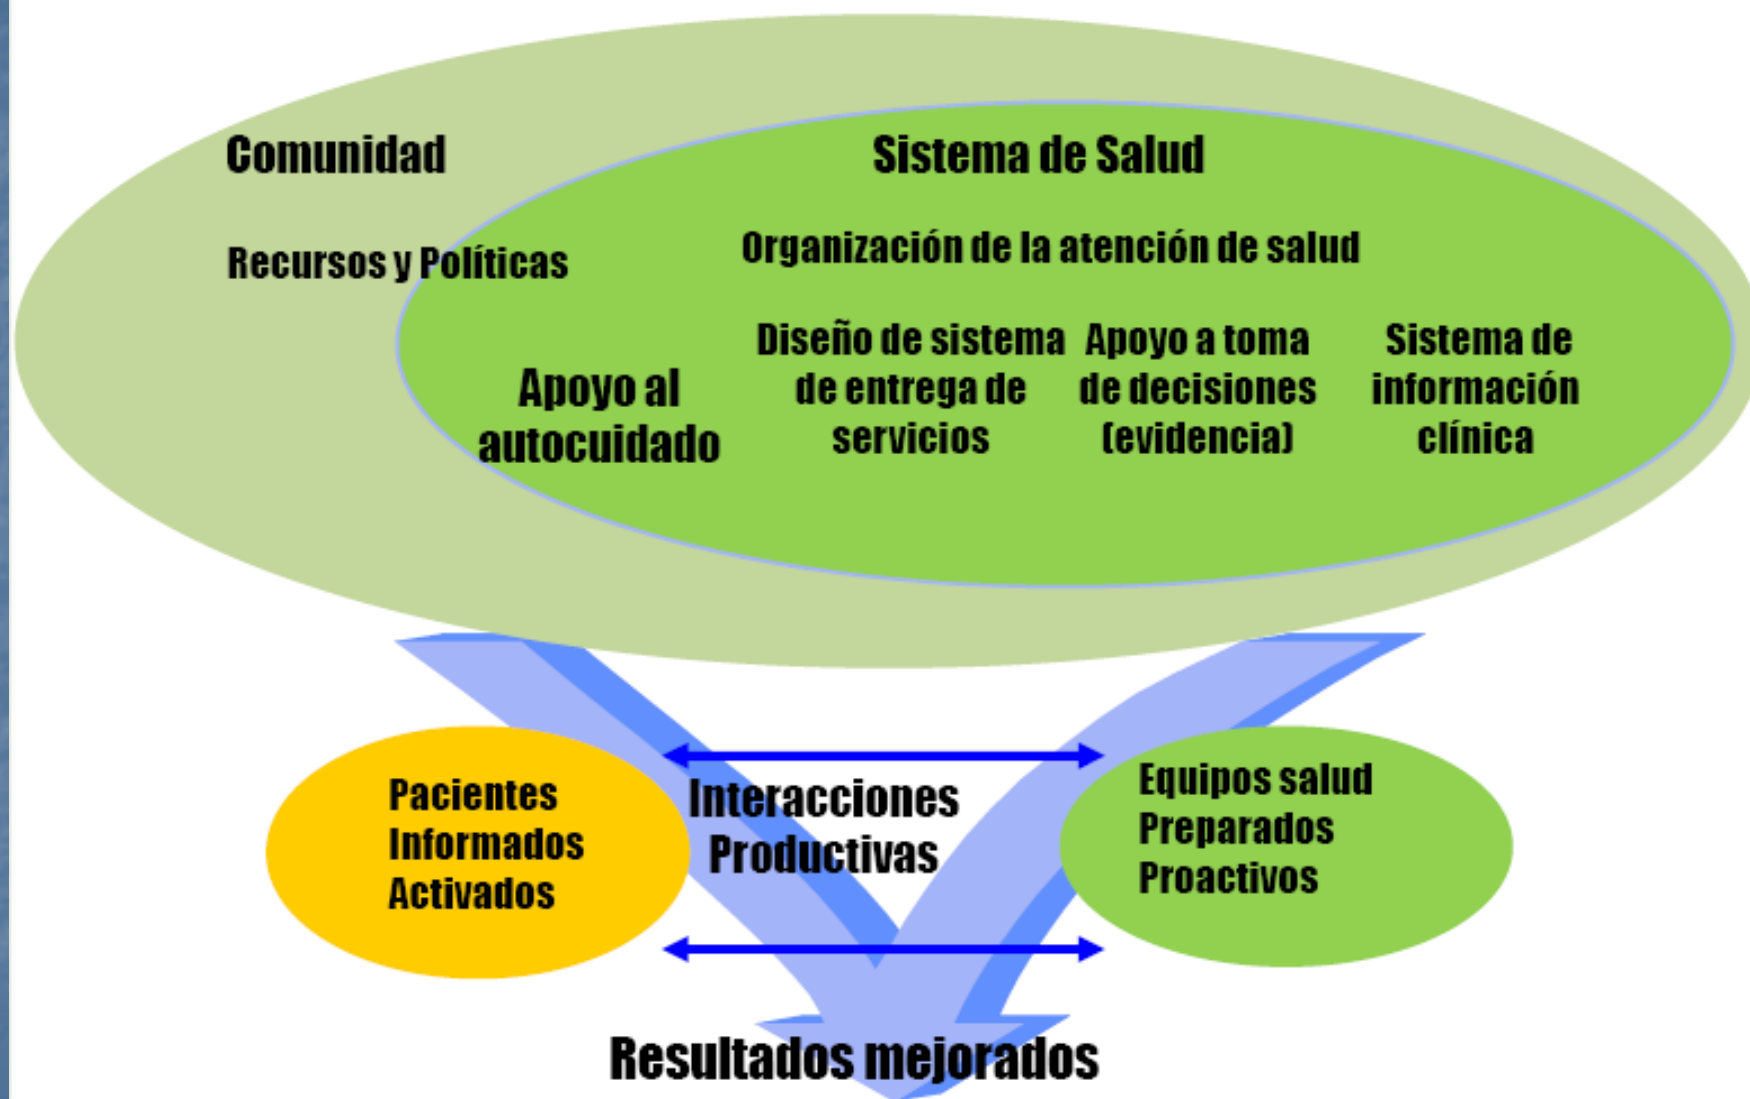 Comunidad
Sistema de Salud
Recursos y Políticas
Organización de la atención de salud
Apoyo al
autocuidado
Diseño de sistema
de entrega de
servicios
Apoyo a toma
de decisiones
(evidencia)
Sistema de
información
clínica
Pacientes
Informados
Activados
Interacciones
Productivas
Equipos salud
Preparados
Proactivos
Resultados mejorados